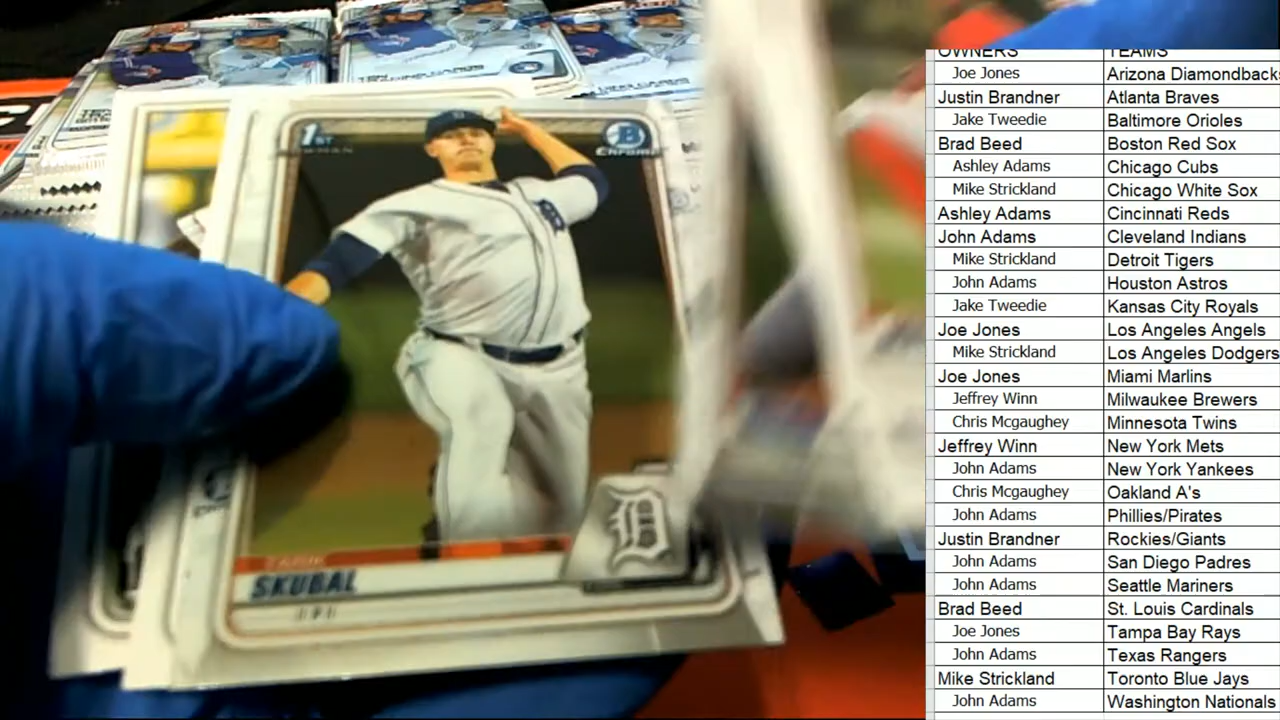 OWNERS TEAMS
Joe Jones Arizona Diamondbacks
Justin Brandner Atlanta Braves
Jake Tweedie Baltimore Orioles
Brad Beed Boston Red Sox
Ashley Adams Chicago Cubs
Mike Strickland Chicago White Sox
Ashley Adams Cincinnati Reds
John Adams Cleveland Indians
Mike Strickland Detroit Tigers
John Adams Houston Astros
Jake Tweedie Kansas City Royals
Joe Jones Los Angeles Angels
Mike Strickland Los Angeles Dodgers
Joe Jones Miami Marlins
Jeffrey Winn Milwaukee Brewers
Chris Mcgaughey Minnesota Twins
Jeffrey Winn New York Mets
John Adams New York Yankees
Chris Mcgaughey Oakland A's
John Adams Phillies/Pirates
Justin Brandner Rockies/Giants
John Adams San Diego Padres
John Adams Seattle Mariners
Brad Beed St. Louis Cardinals
Joe Jones Tampa Bay Rays
John Adams Texas Rangers
Mike Strickland Toronto Blue Jays
John Adams Washington Nationals
1ST
BOWMAN
B
Chrome
D
SKUBAL